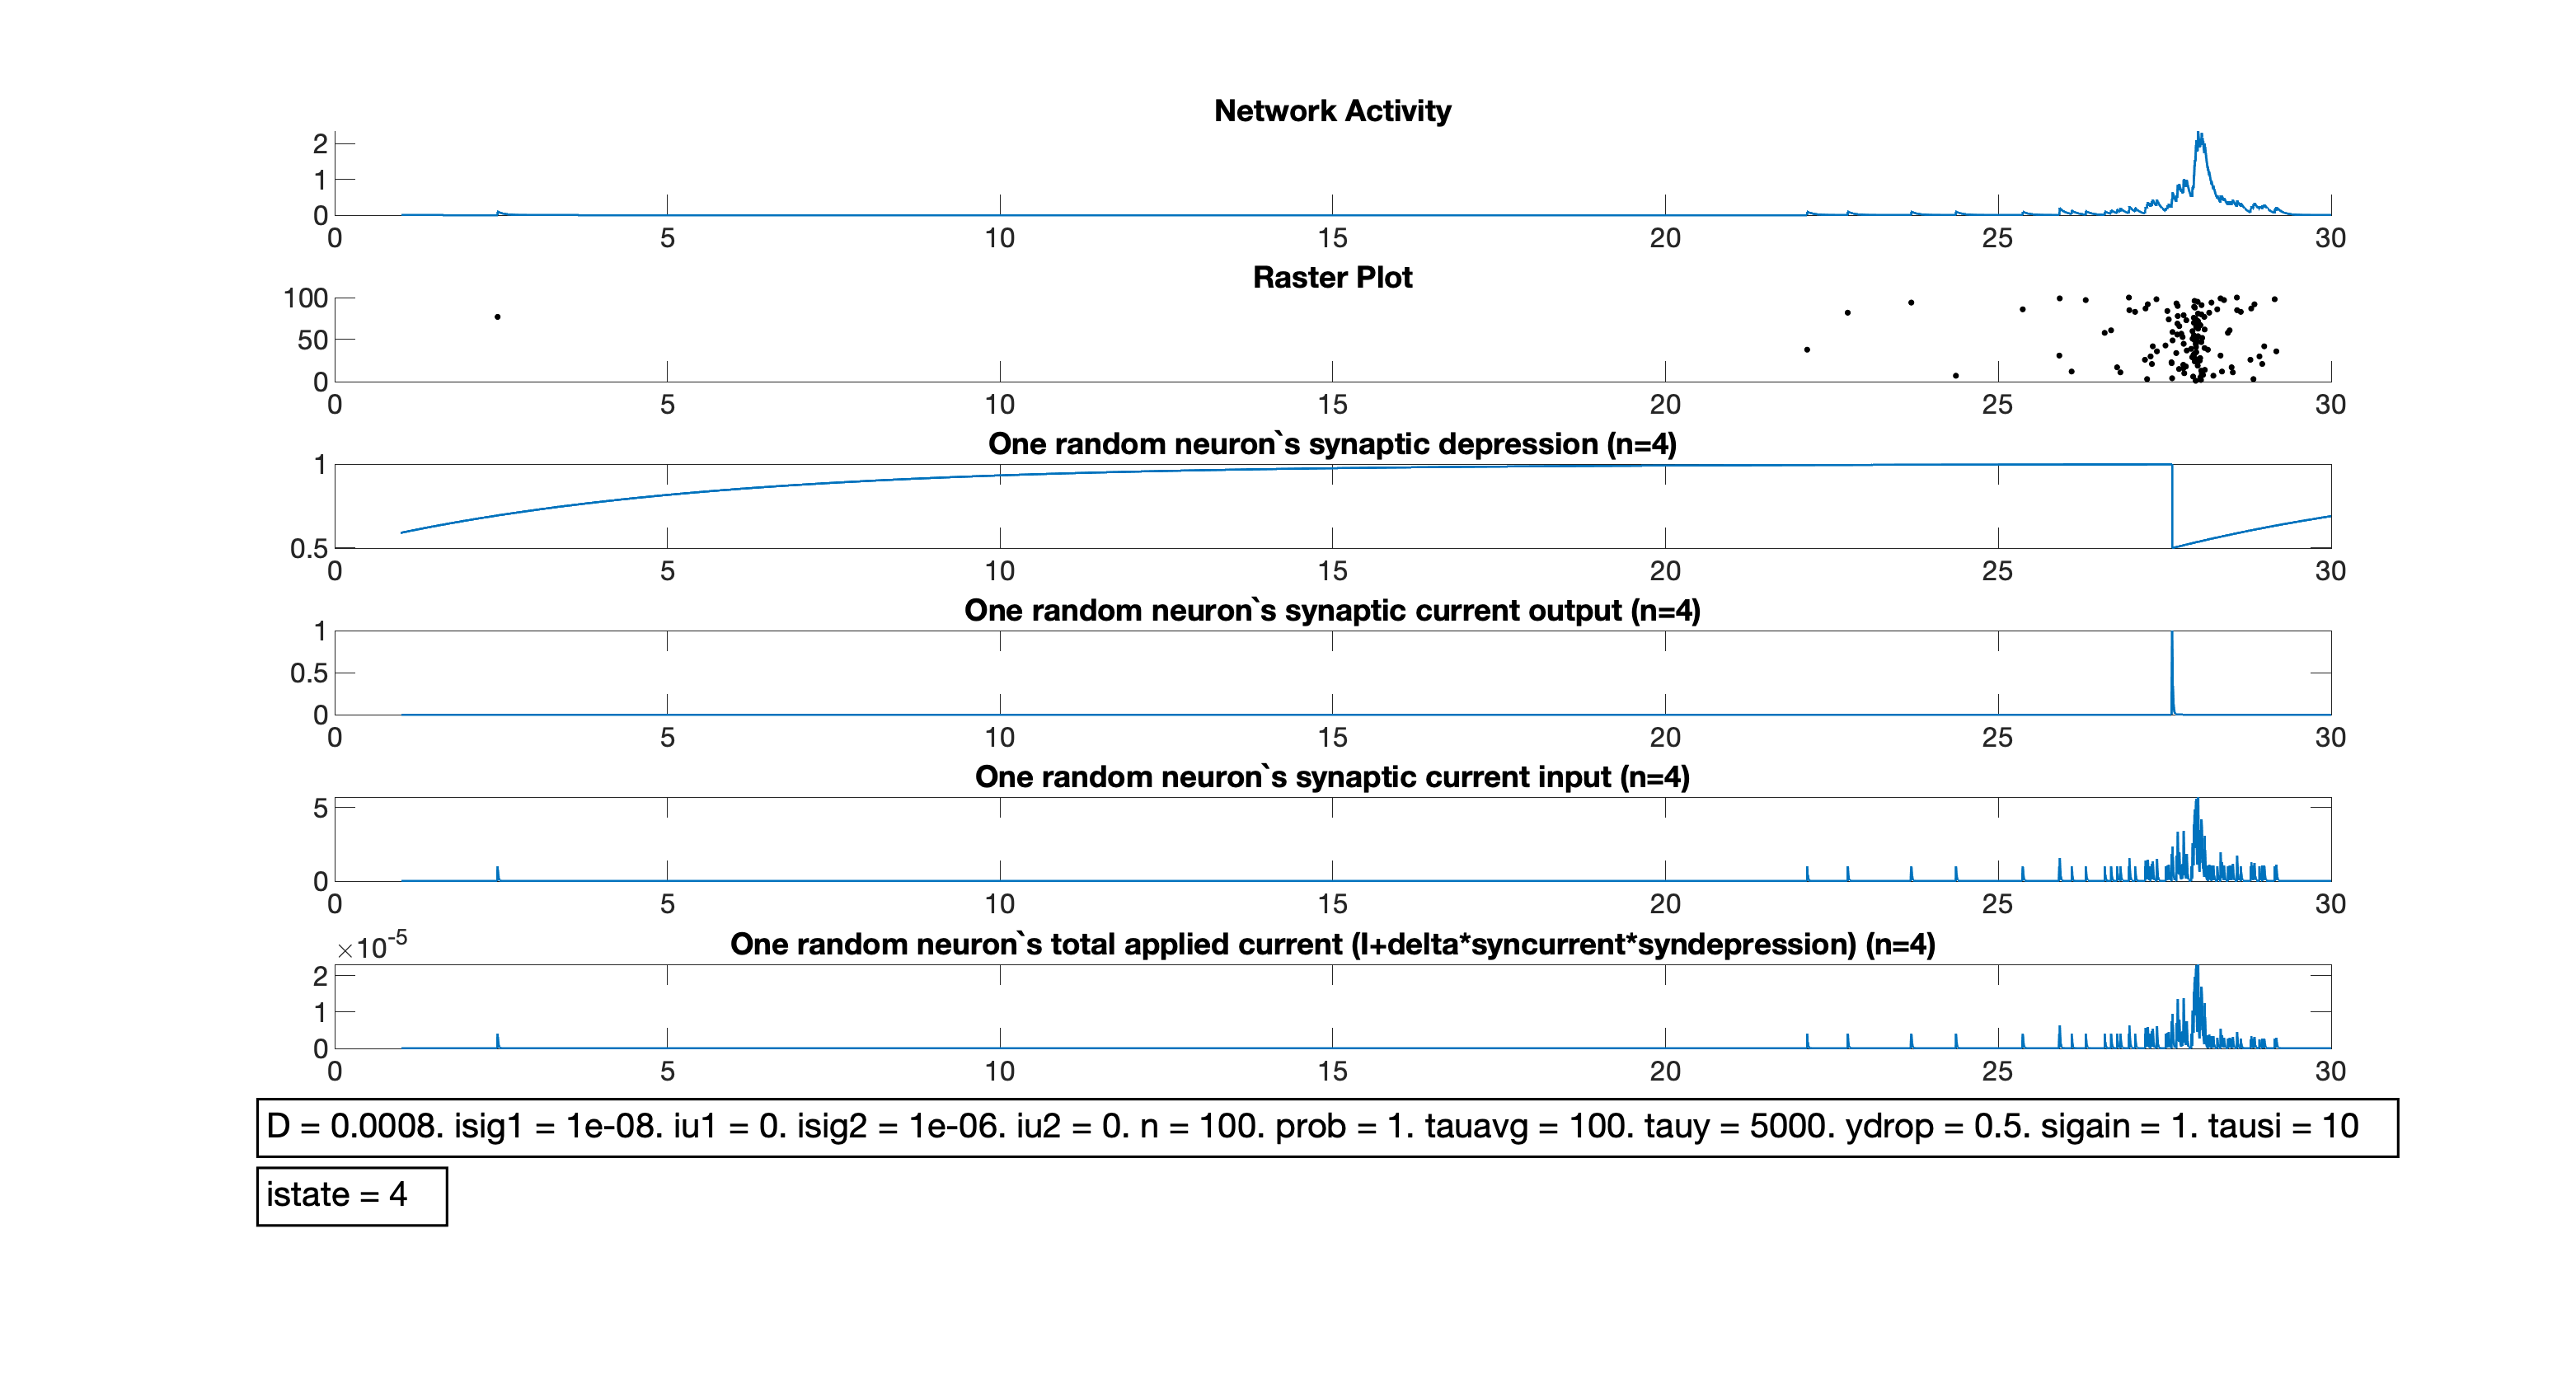 Network Activity
2
1
0
0 5 10 15 20 25 30
Raster Plot
100
50
0
0 5 10 15 20 25 30
One random neuron`s synaptic depression (n=4)
1
0.5
0 5 10 15 20 25 30
One random neuron`s synaptic current output (n=4)
1
0.5
0
0 5 10 15 20 25 30
One random neuron`s synaptic current input (n=4)
5
0
0 5 10 15 20 25 30
×10-5
One random neuron`s total applied current (I+delta*syncurrent*syndepression) (n=4)
2
1
0
0 5 10 15 20 25 30
D = 0.0008. isig1 = 1e-08. iu1 = 0. isig2 = 1e-06. iu2 = 0. n = 100. prob = 1. tauavg = 100. tauy = 5000. ydrop = 0.5. sigain = 1. tausi = 10
istate = 4